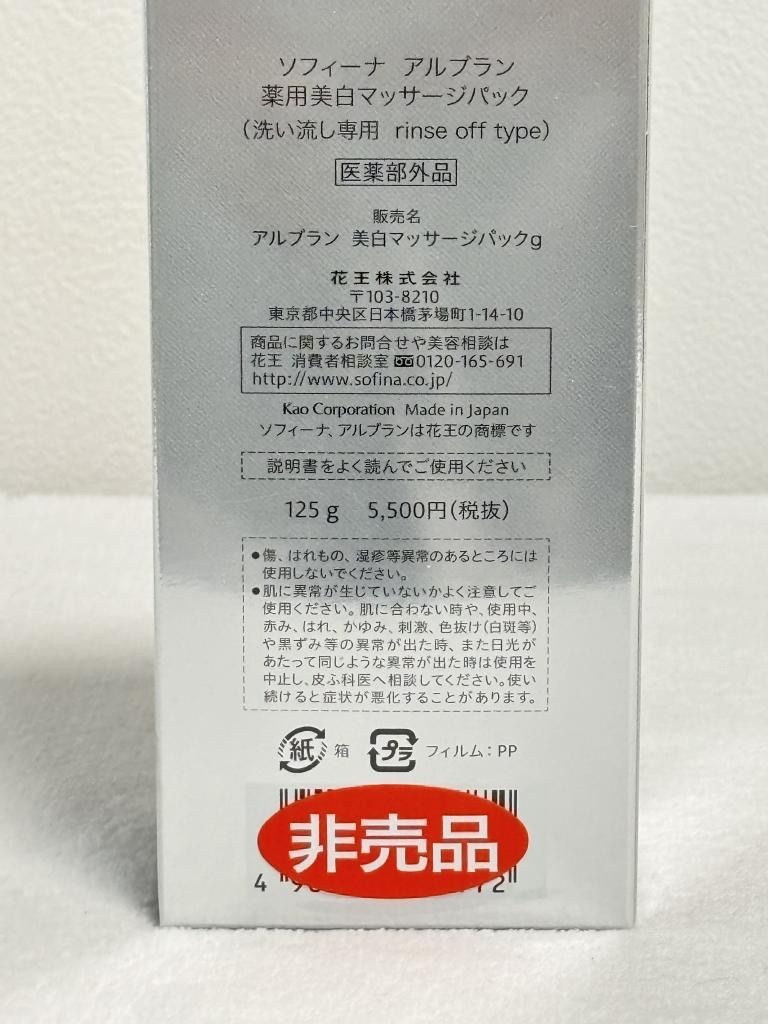 ソフィーナ アルブラン
薬用美白マッサージパック
（洗い流し専用 rinse off type）
医薬部外品
販売名
アルブラン 美白マッサージパックg
花王株式会社
〒103-8210
東京都中央区日本橋茅場町1-14-10
商品に関するお問合せや美容相談は
花王 消費者相談室 0120-165-691
http://www.sofina.co.jp/
Kao Corporation Made in Japan
ソフィーナ、アルブランは花王の商標です
説明書をよく読んでご使用ください
125g 5,500円(税抜)
●傷、はれもの、湿疹等異常のあるところには
使用しないでください。
●肌に異常が生じていないかよく注意してご
使用ください。肌に合わない時や、使用中、
赤み、はれ、かゆみ、刺激、色抜け(白斑等)
や黒ずみ等の異常が出た時、また日光が
あたって同じような異常が出た時は使用を
中止し、皮ふ科医へ相談してください。使い
続けると症状が悪化することがあります。
紙 箱 プラ フィルム：PP
非売品